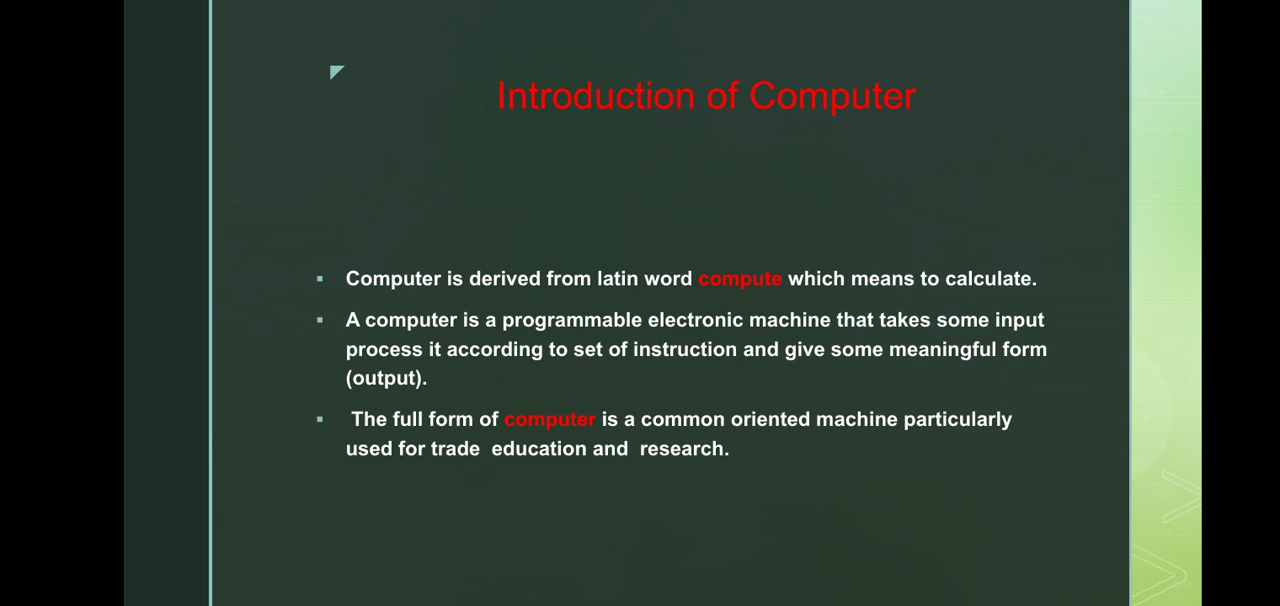 Introduction of Computer
▪ Computer is derived from latin word compute which means to calculate.
▪ A computer is a programmable electronic machine that takes some input
process it according to set of instruction and give some meaningful form
(output).
▪ The full form of computer is a common oriented machine particularly
used for trade education and research.